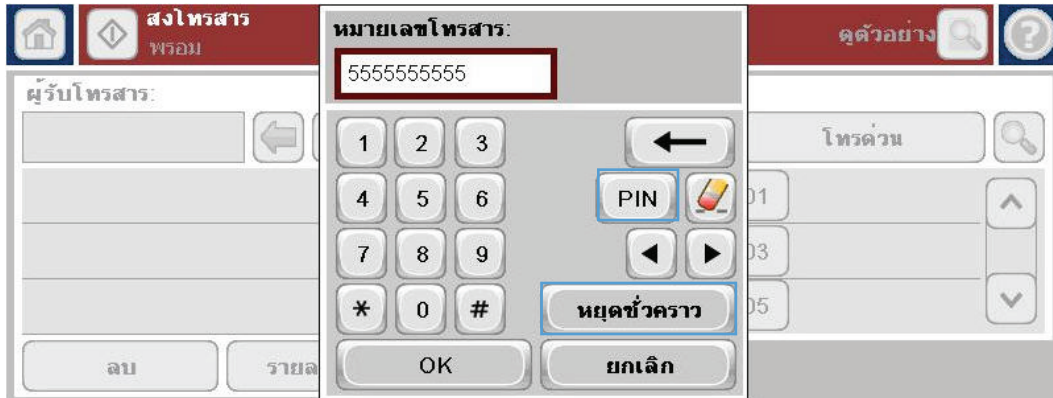 ส่งโทรสาร
พร้อม
ดูตัวอย่าง
ผู้รับโทรสาร:
โทรด่วน
ลบ
หมายเลขโทรสาร:
5555555555
1 2 3
4 5 6 PIN
7 8 9
* 0 # หยุดชั่วคราว
OK ยกเลิก